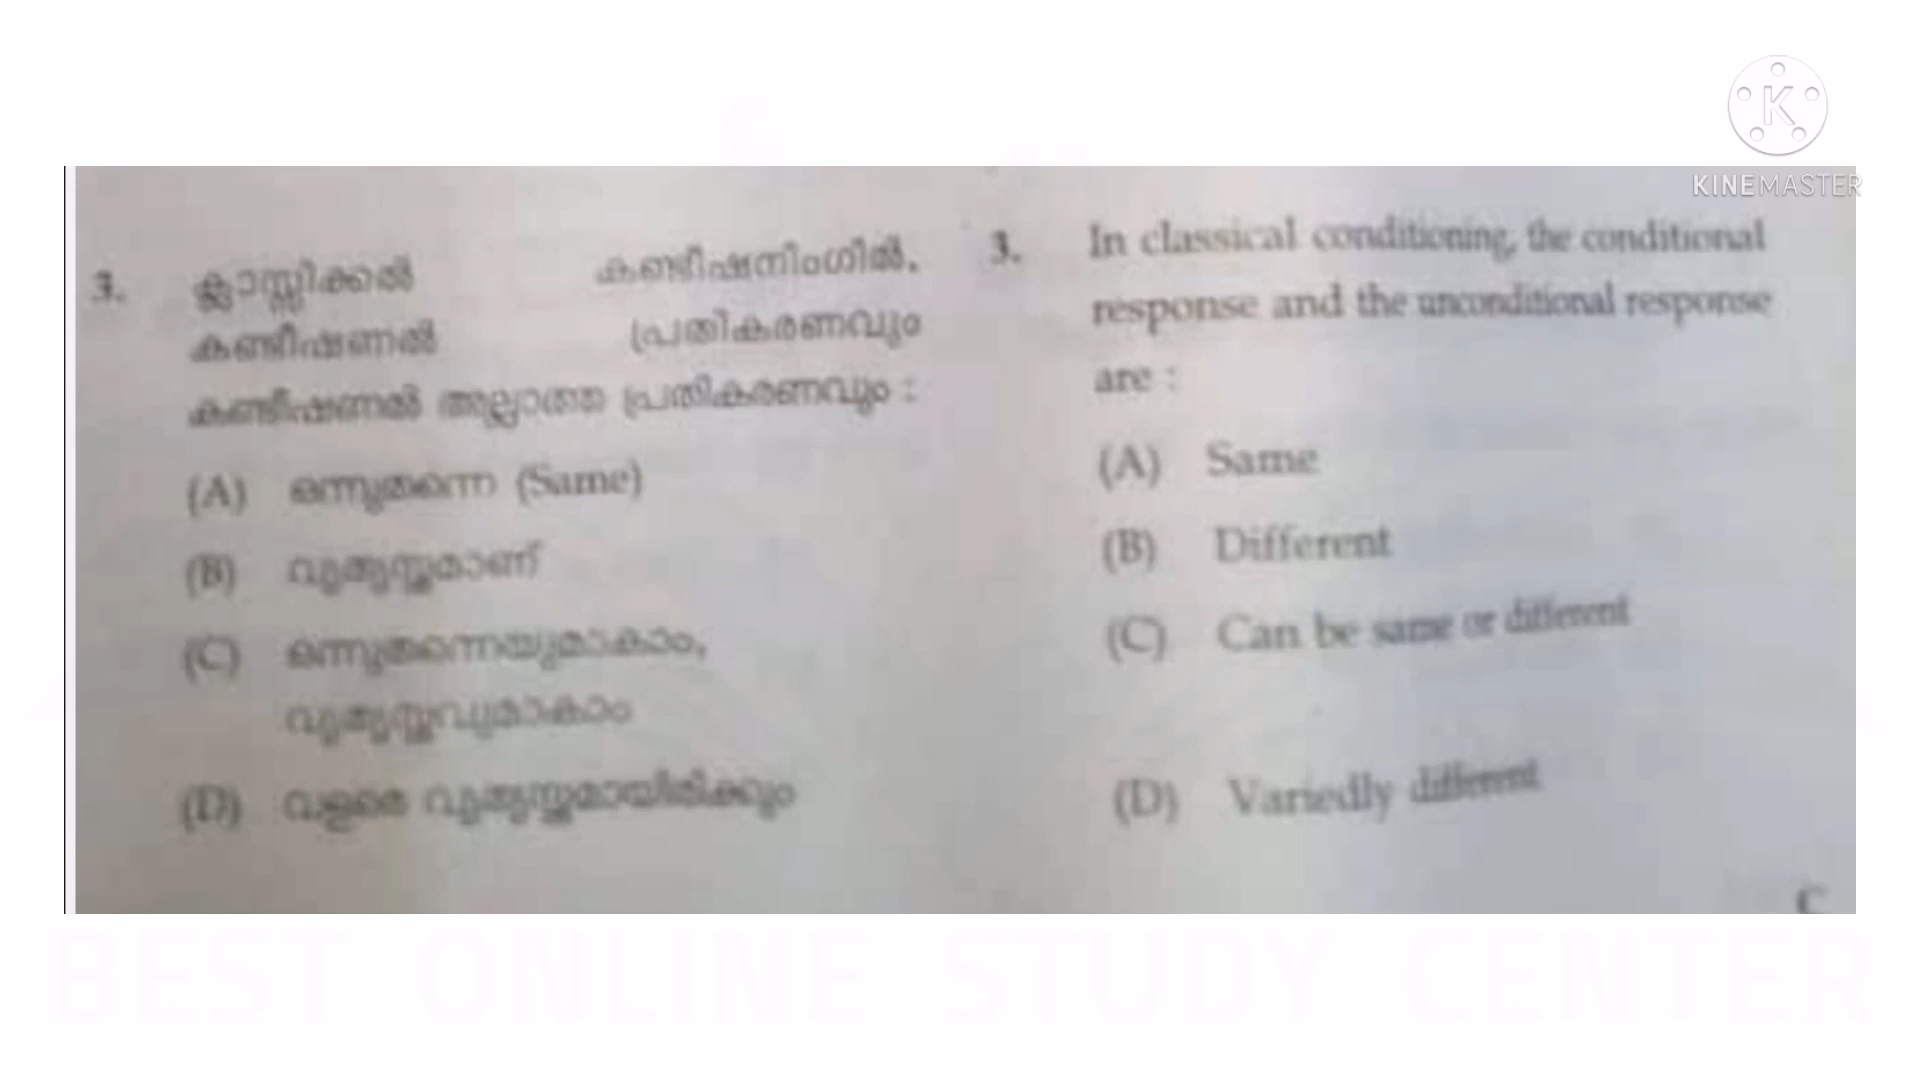 KINEMASTER
3. ക്ലാസ്സിക്കൽ കണ്ടീഷനിംഗിൽ,
കണ്ടീഷണൽ പ്രതികരണവും
കണ്ടീഷണൽ അല്ലാത്ത പ്രതികരണവും :
(A) ഒന്നുതന്നെ (Same)
(B) വ്യത്യസ്തമാണ്
(C) ഒന്നുതന്നെയുമാകാം,
വ്യത്യസ്തവുമാകാം
(D) വളരെ വ്യത്യസ്തമായിരിക്കും
3. In classical conditioning, the conditional
response and the unconditional response
are :
(A) Same
(B) Different
(C) Can be same or different
(D) Variedly different
C
BEST ONLINE STUDY CENTER